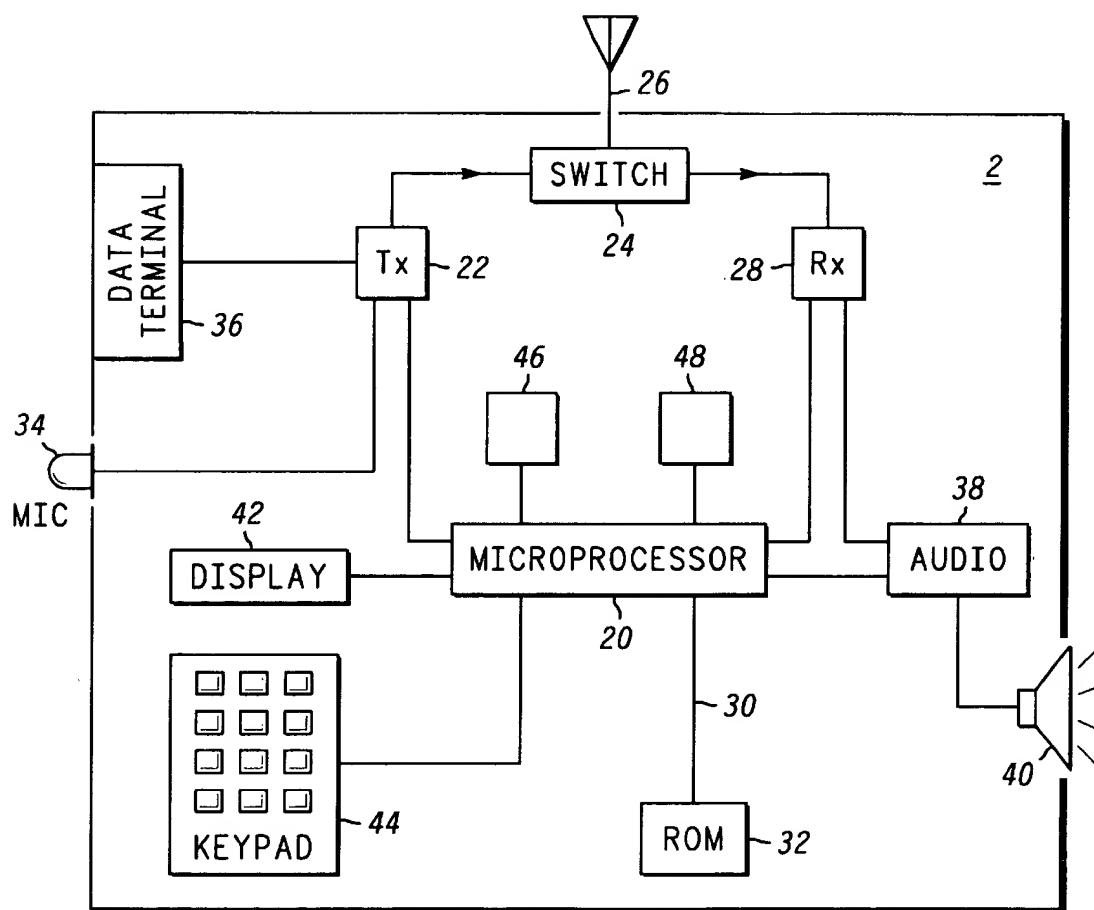 26
2
SWITCH
24
DATA
TERMINAL
36
Tx
22
28
Rx
46
48
34
MIC
42
DISPLAY
MICROPROCESSOR
20
38
AUDIO
30
40
KEYPAD
44
ROM
32